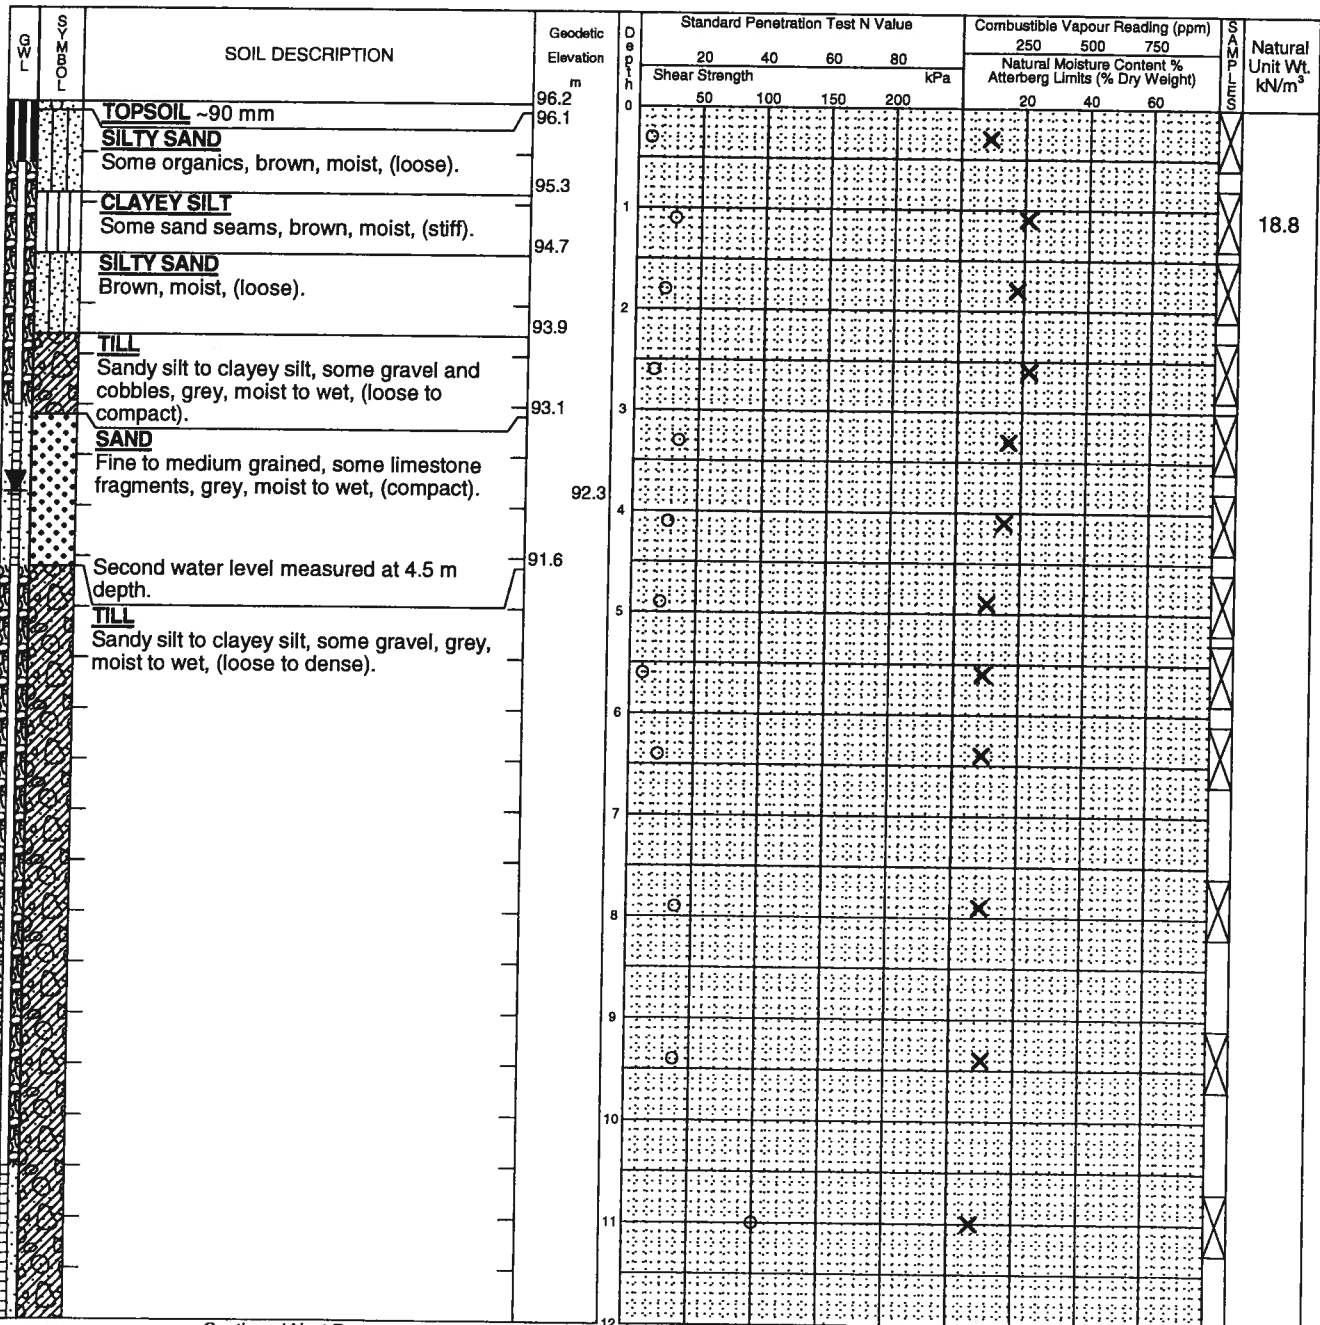 GWL
SYMBOL
SOIL DESCRIPTION
Geodetic
Elevation
m
Depth
Standard Penetration Test N Value
20 40 60 80
Shear Strength kPa
50 100 150 200
Combustible Vapour Reading (ppm)
250 500 750
Natural Moisture Content %
Atterberg Limits (% Dry Weight)
20 40 60
SAMPLES
Natural
Unit Wt.
kN/m³
96.2
0
TOPSOIL ~90 mm
96.1
SILTY SAND
Some organics, brown, moist, (loose).
95.3
CLAYEY SILT
1
Some sand seams, brown, moist, (stiff).
18.8
94.7
SILTY SAND
Brown, moist, (loose).
2
93.9
TILL
Sandy silt to clayey silt, some gravel and
cobbles, grey, moist to wet, (loose to
compact).
93.1
3
SAND
Fine to medium grained, some limestone
fragments, grey, moist to wet, (compact).
92.3
4
91.6
Second water level measured at 4.5 m
depth.
5
TILL
Sandy silt to clayey silt, some gravel, grey,
moist to wet, (loose to dense).
6
7
8
9
10
11
12